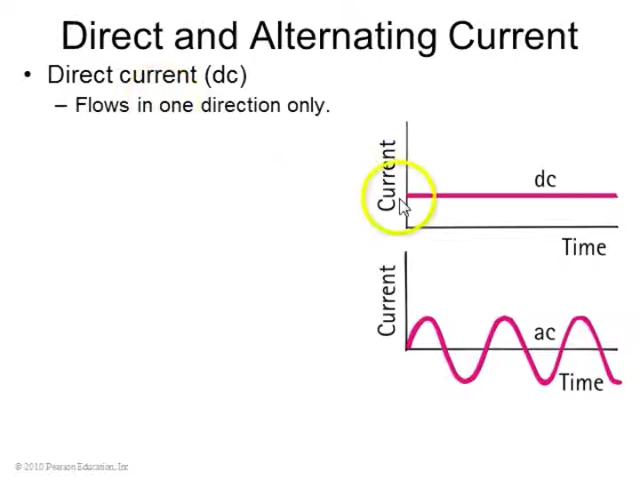 Direct and Alternating Current
• Direct current (dc)
– Flows in one direction only.
Current
dc
Time
Current
ac
Time
© 2010 Pearson Education, Inc